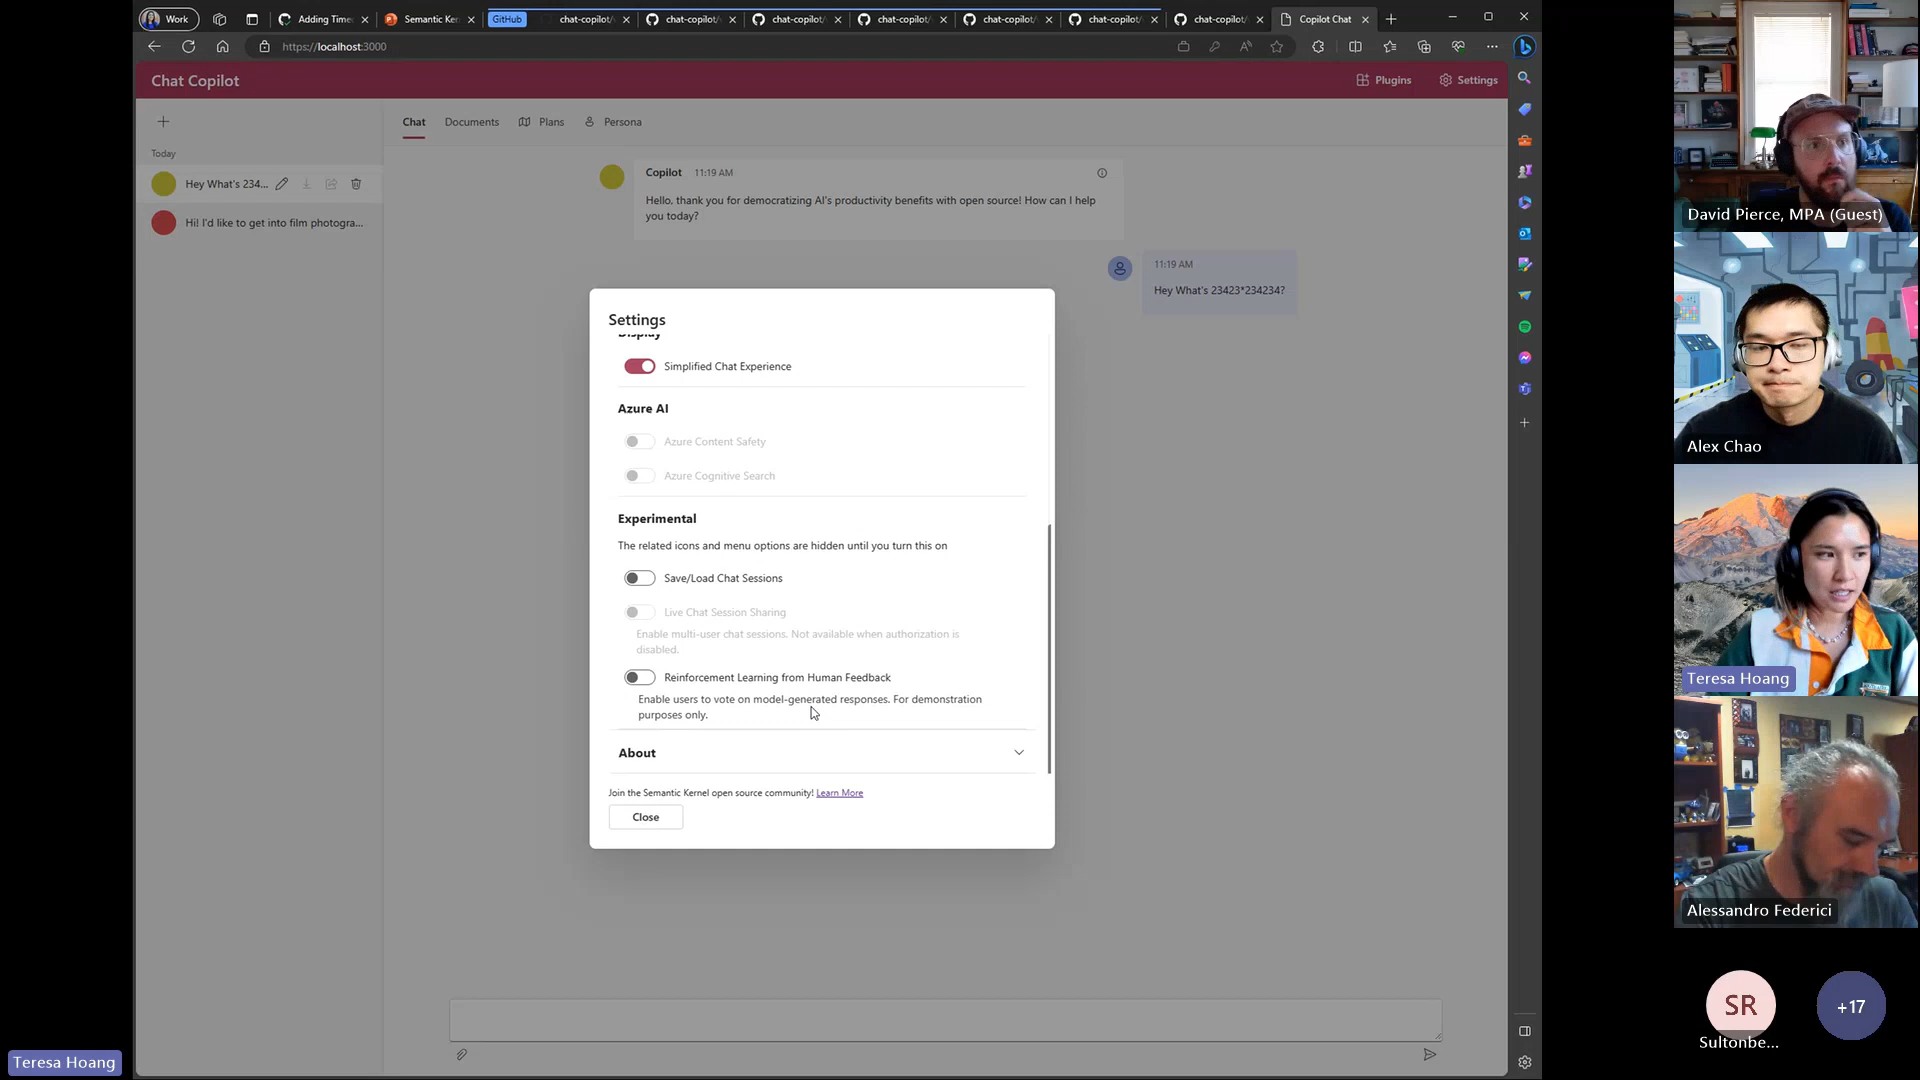 Work
Adding Time
Semantic Ke
GitHub
chat-copilot/
chat-copilot/
chat-copilot/
chat-copilot/
chat-copilot/
chat-copilot/
chat-copilot/
Copilot Chat
https://localhost:3000
Chat Copilot
Plugins
Settings
Chat
Documents
Plans
Persona
Today
Hey What's 234...
Hi! I'd like to get into film photogra...
Copilot 11:19 AM
Hello, thank you for democratizing AI's productivity benefits with open source! How can I help
you today?
11:19 AM
Hey What's 23423*234234?
Settings
Display
Simplified Chat Experience
Azure AI
Azure Content Safety
Azure Cognitive Search
Experimental
The related icons and menu options are hidden until you turn this on
Save/Load Chat Sessions
Live Chat Session Sharing
Enable multi-user chat sessions. Not available when authorization is
disabled.
Reinforcement Learning from Human Feedback
Enable users to vote on model-generated responses. For demonstration
purposes only.
About
Join the Semantic Kernel open source community! Learn More
Close
David Pierce, MPA (Guest)
Alex Chao
Teresa Hoang
Alessandro Federici
SR
+17
Sultonbe...
Teresa Hoang